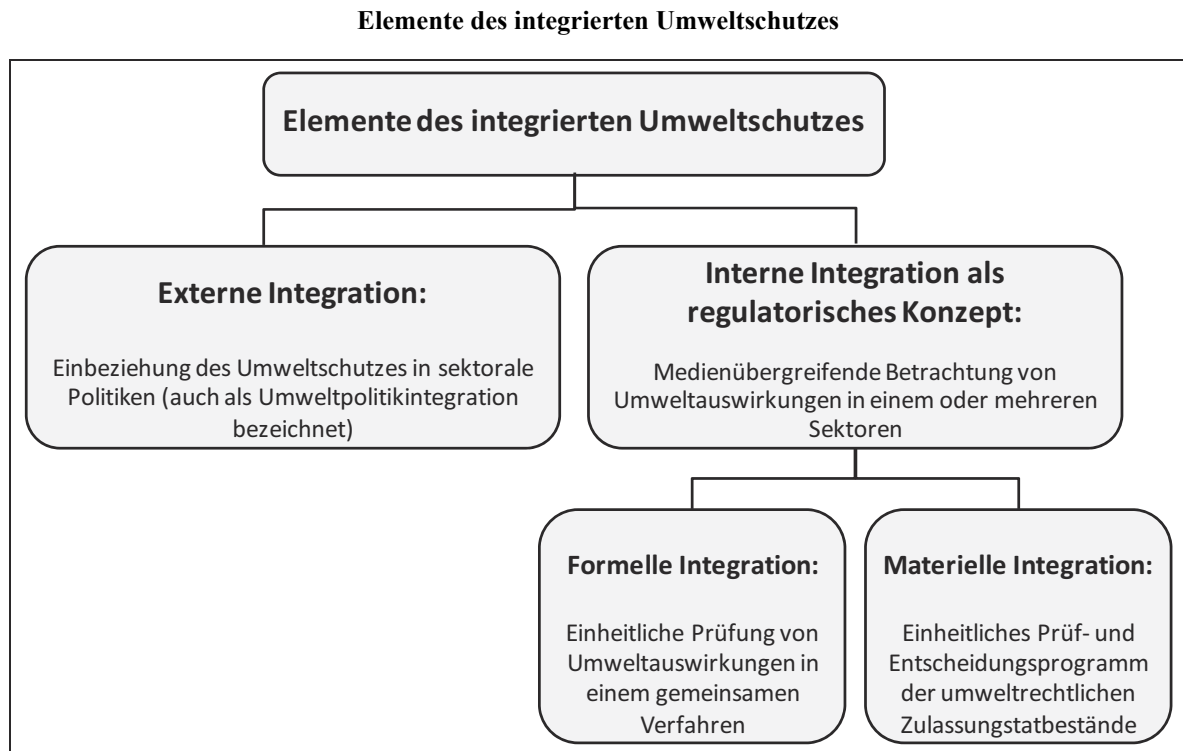 Elemente des integrierten Umweltschutzes
Elemente des integrierten Umweltschutzes
Externe Integration:
Einbeziehung des Umweltschutzes in sektorale
Politiken (auch als Umweltpolitikintegration
bezeichnet)
Interne Integration als
regulatorisches Konzept:
Medienübergreifende Betrachtung von
Umweltauswirkungen in einem oder mehreren
Sektoren
Formelle Integration:
Einheitliche Prüfung von
Umweltauswirkungen in
einem gemeinsamen
Verfahren
Materielle Integration:
Einheitliches Prüf- und
Entscheidungsprogramm
der umweltrechtlichen
Zulassungstatbestände